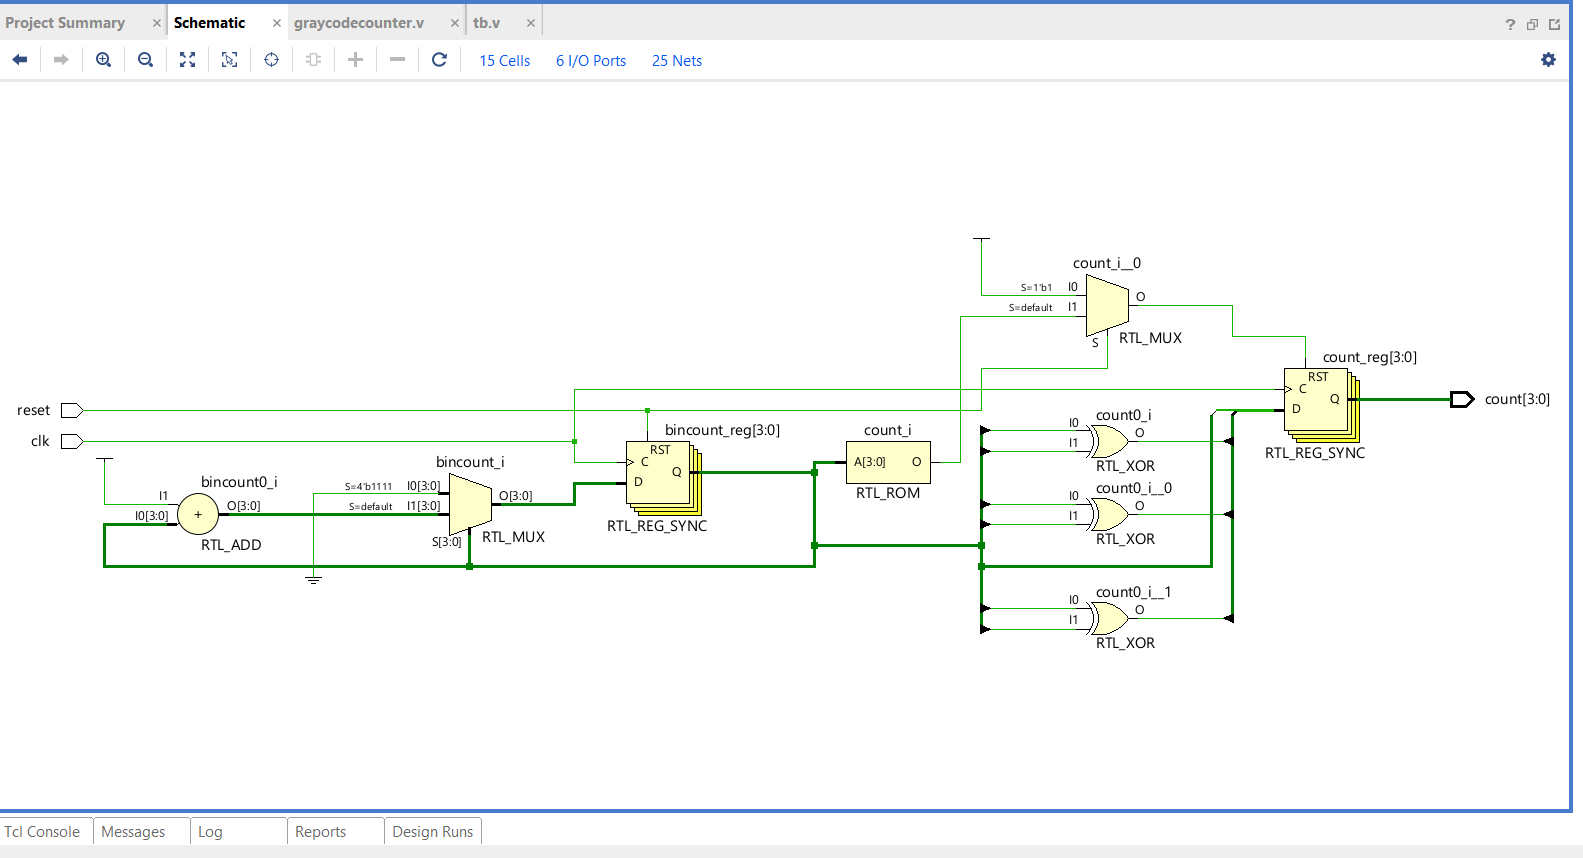 Project Summary × Schematic × graycodecounter.v × tb.v ×
?
15 Cells 6 I/O Ports 25 Nets
count_i__0
S=1'b1 I0
S=default I1
O
S
RTL_MUX
count_reg[3:0]
RST
C
D
Q
RTL_REG_SYNC
count[3:0]
reset
clk
bincount0_i
I1
I0[3:0]
+
O[3:0]
RTL_ADD
bincount_i
S=4'b1111 I0[3:0]
S=default I1[3:0]
O[3:0]
S[3:0]
RTL_MUX
bincount_reg[3:0]
RST
C
D
Q
RTL_REG_SYNC
count_i
A[3:0] O
RTL_ROM
count0_i
I0
I1
O
RTL_XOR
count0_i__0
I0
I1
O
RTL_XOR
count0_i__1
I0
I1
O
RTL_XOR
Tcl Console Messages Log Reports Design Runs